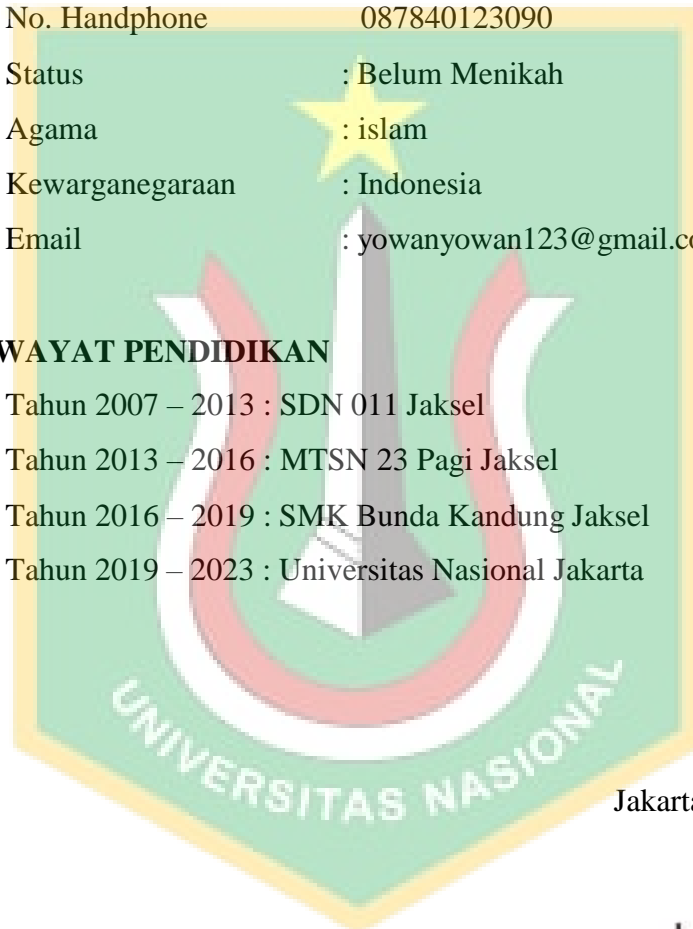 No. Handphone 087840123090
Status : Belum Menikah
Agama : islam
Kewarganegaraan : Indonesia
Email : yowanyowan123@gmail.co
WAYAT PENDIDIKAN
Tahun 2007 – 2013 : SDN 011 Jaksel
Tahun 2013 – 2016 : MTSN 23 Pagi Jaksel
Tahun 2016 – 2019 : SMK Bunda Kandung Jaksel
Tahun 2019 – 2023 : Universitas Nasional Jakarta
UNIVERSITAS NASIONAL
Jakarta